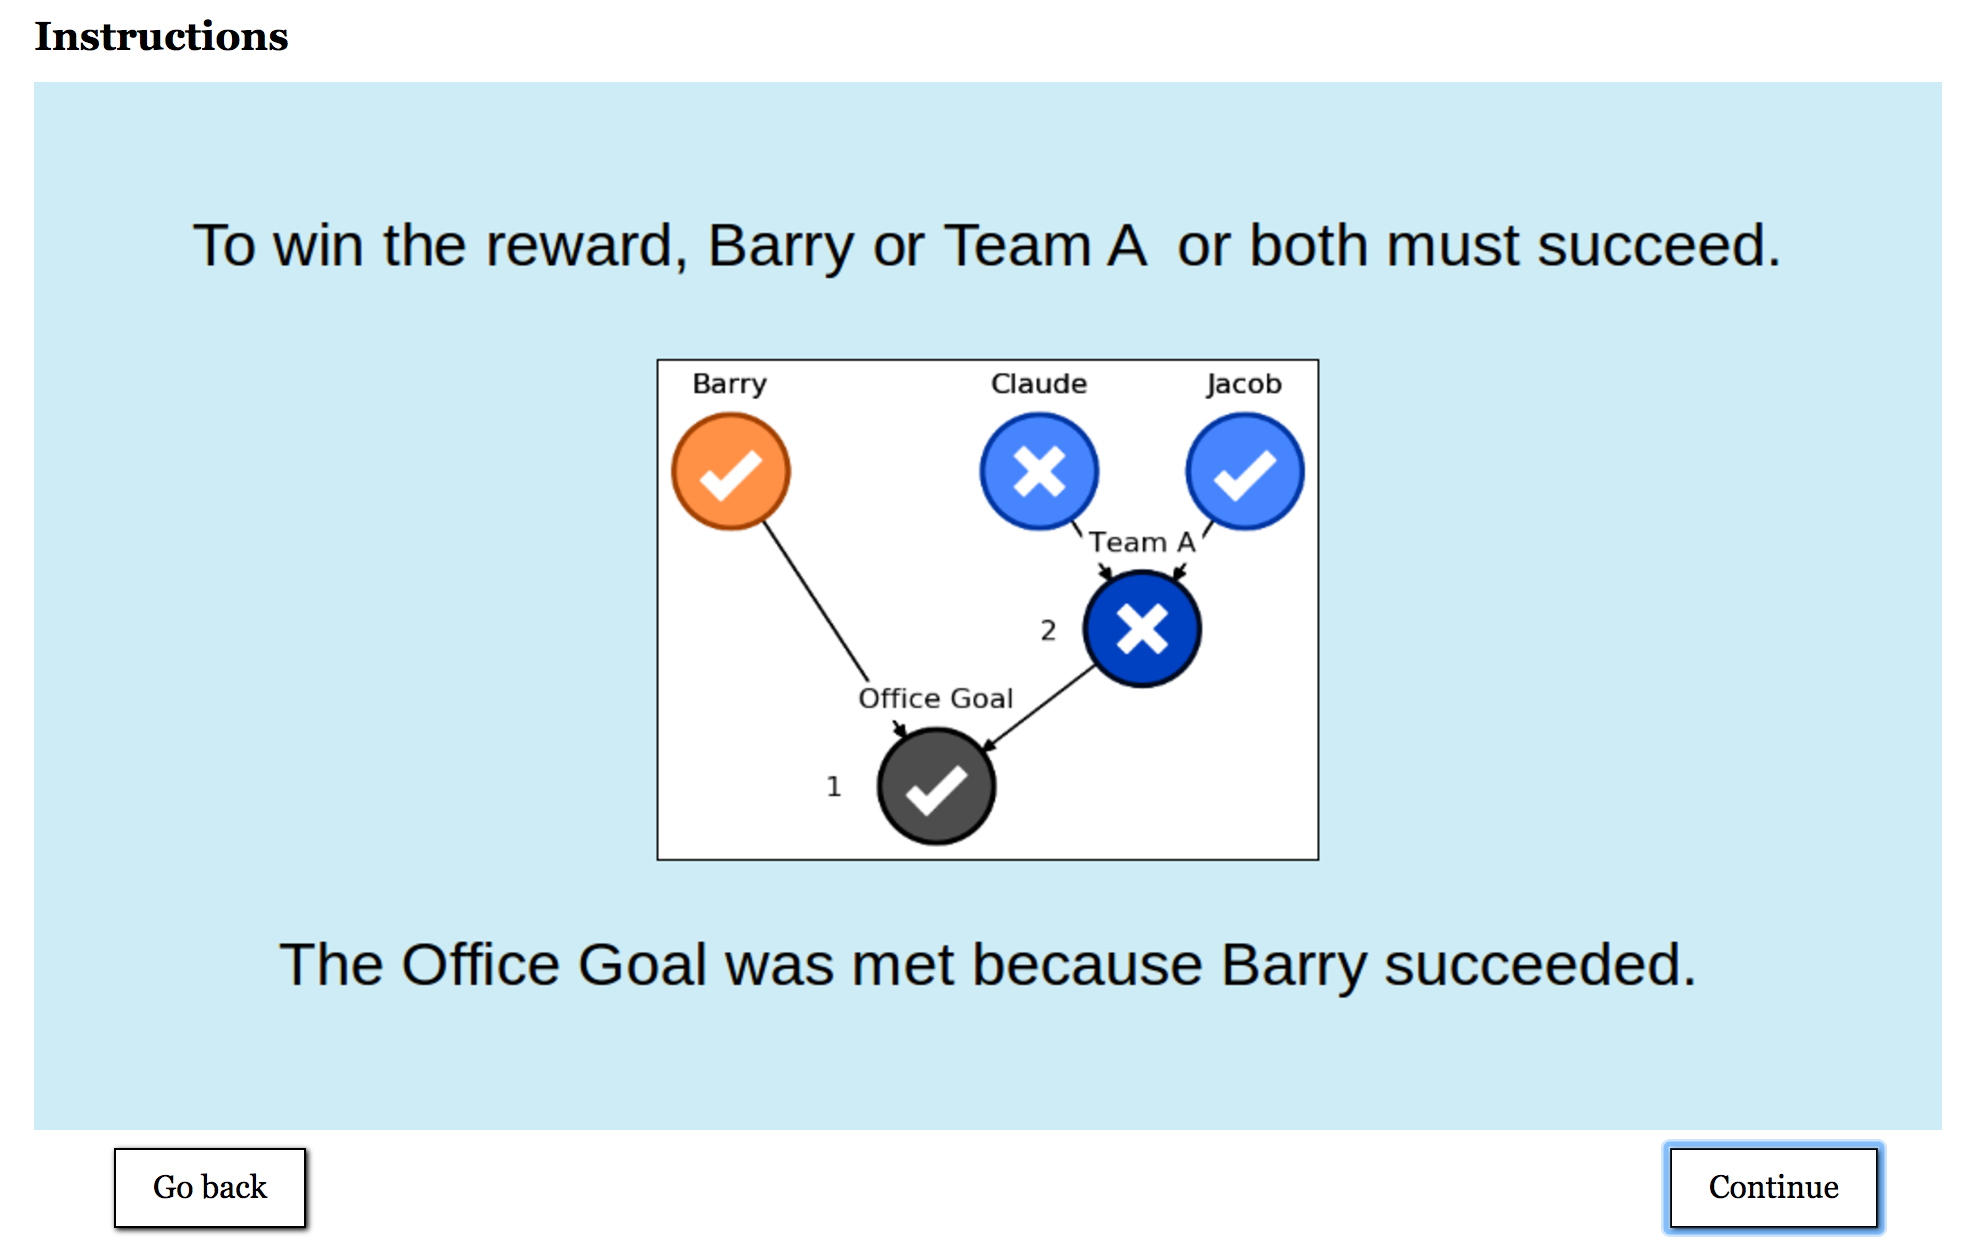 Instructions
To win the reward, Barry or Team A or both must succeed.
Barry Claude Jacob
Team A
2
Office Goal
1
The Office Goal was met because Barry succeeded.
Go back Continue